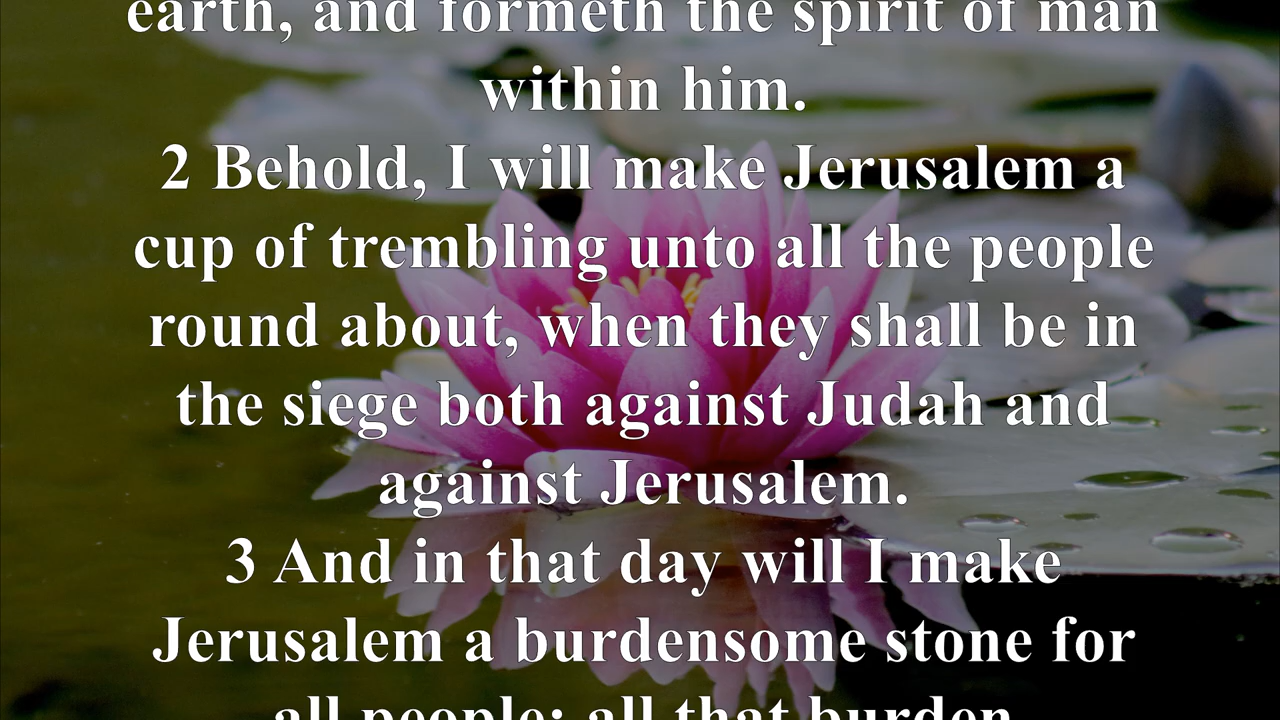 earth, and formeth the spirit of man
within him.
2 Behold, I will make Jerusalem a
cup of trembling unto all the people
round about, when they shall be in
the siege both against Judah and
against Jerusalem.
3 And in that day will I make
Jerusalem a burdensome stone for
all people: all that burden